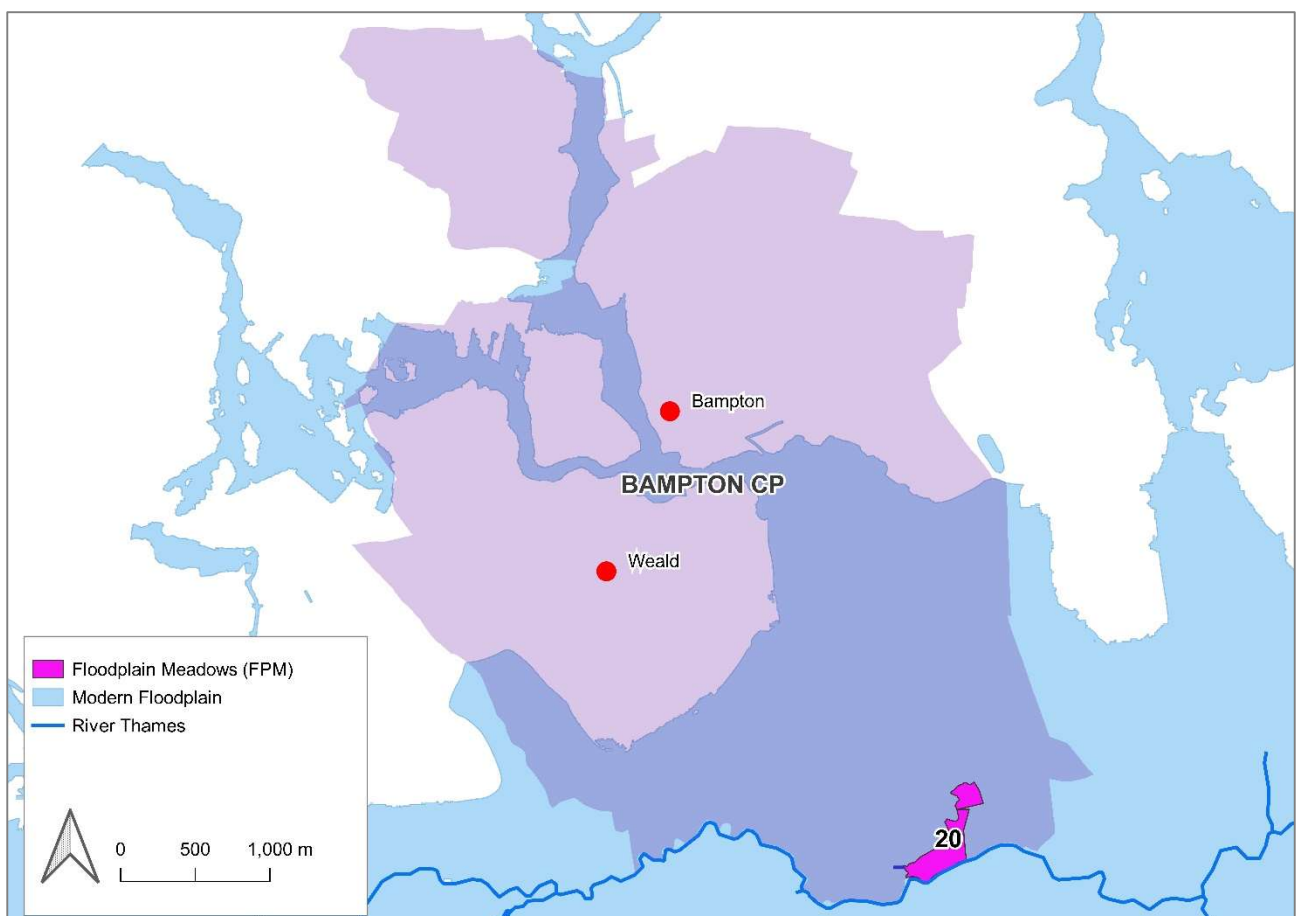 Bampton
BAMPTON CP
Weald
Floodplain Meadows (FPM)
Modern Floodplain
River Thames
20
0 500 1,000 m